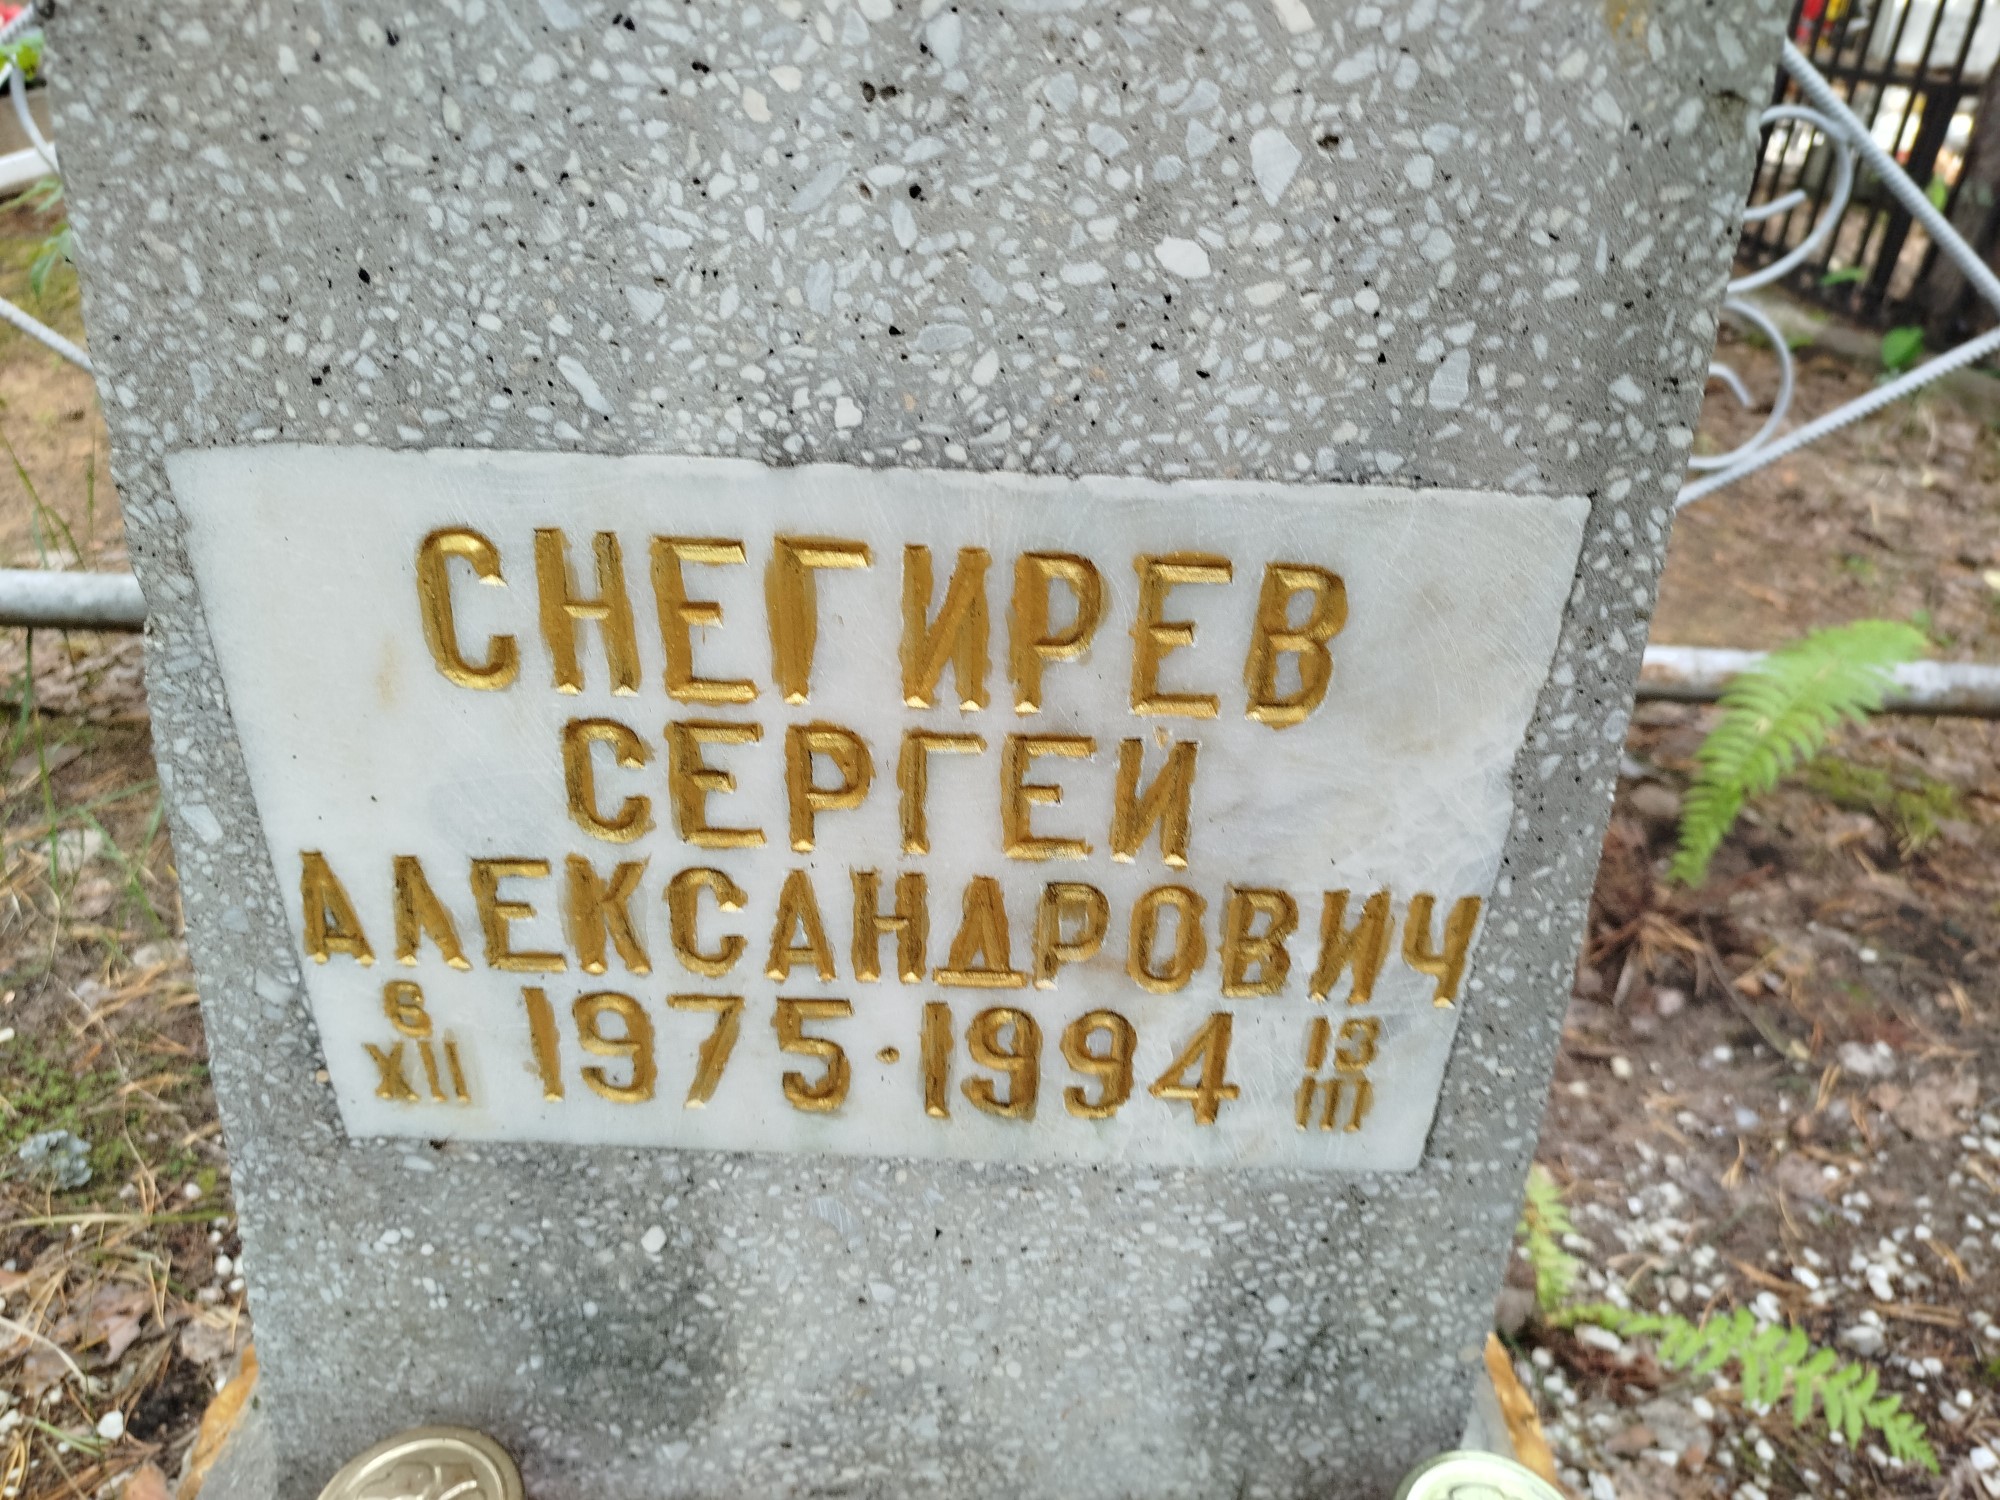 СНЕГИРЕВ
СЕРГЕЙ
АЛЕКСАНДРОВИЧ
6 XII 1975 · 1994 13 III